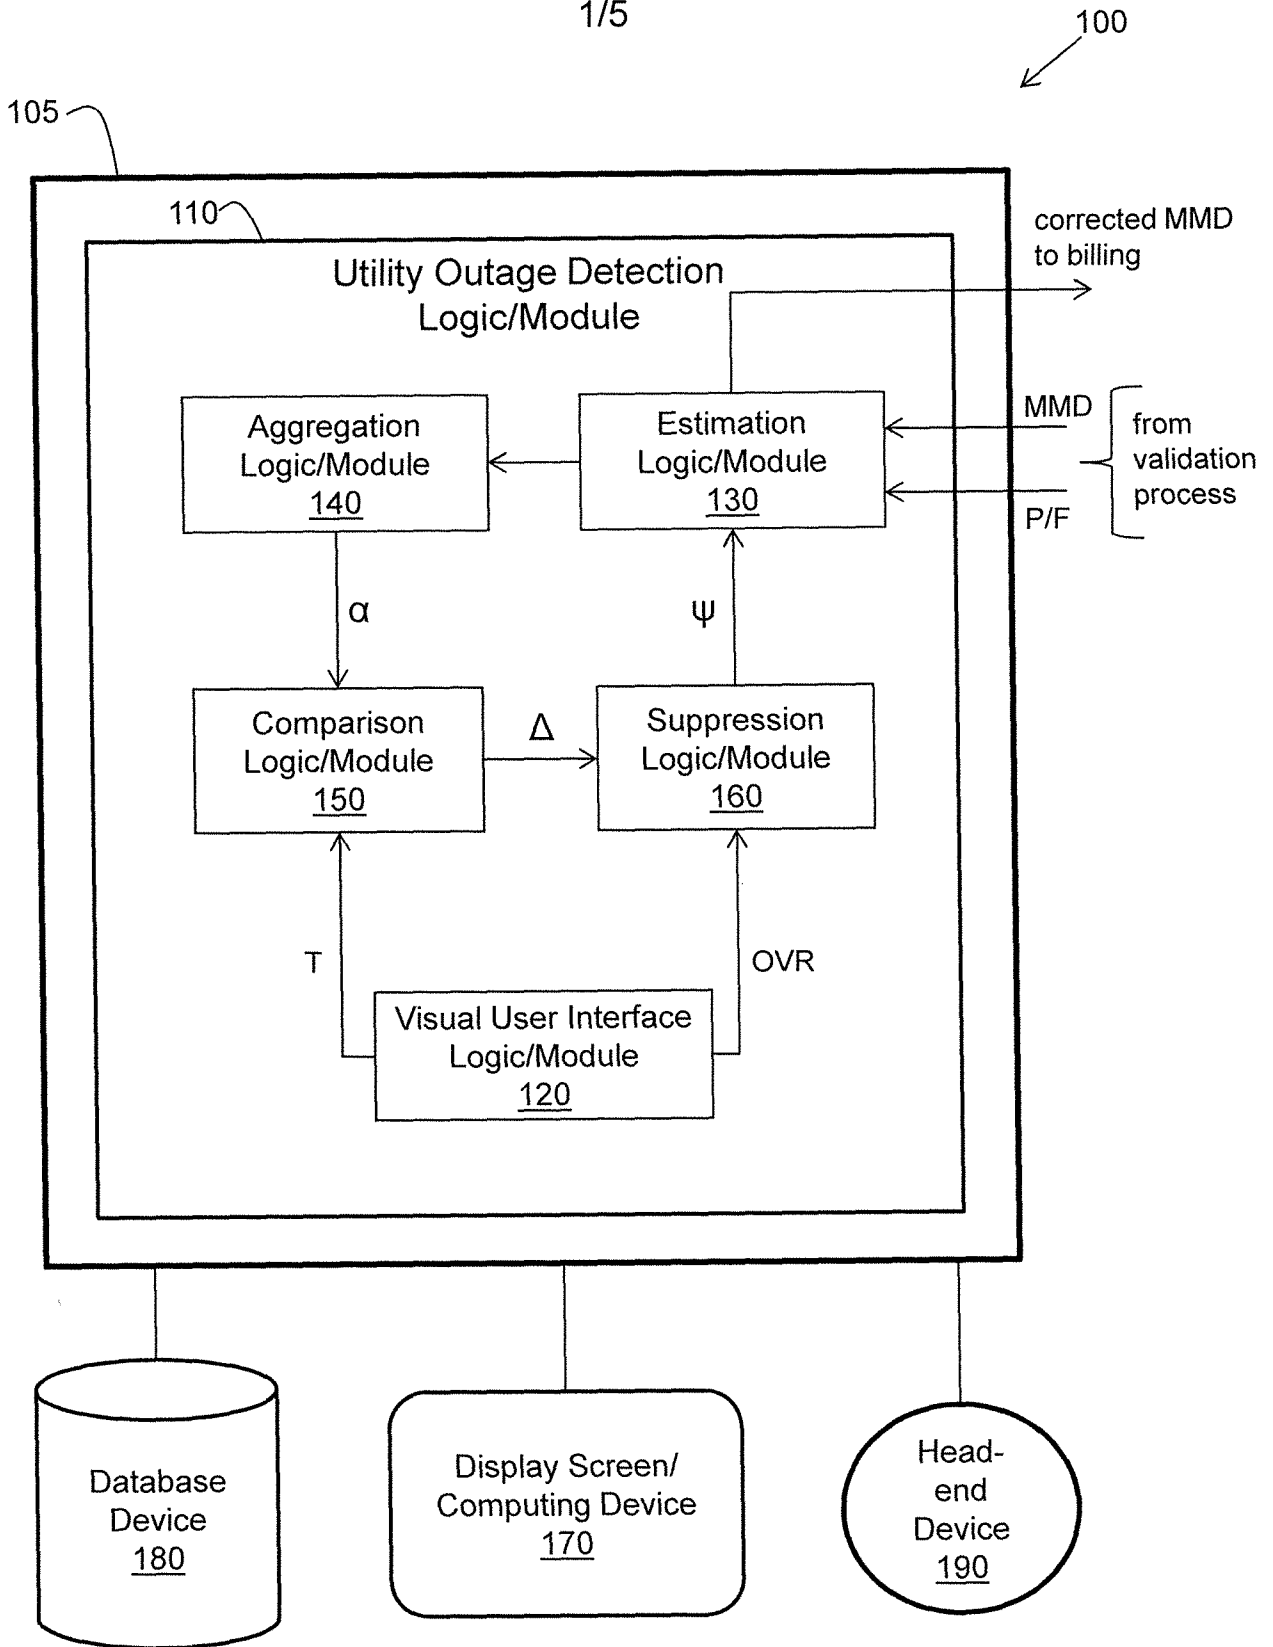 1/5
100
105
110
corrected MMD
to billing
Utility Outage Detection
Logic/Module
Aggregation
Logic/Module
140
Estimation
Logic/Module
130
MMD
P/F
from
validation
process
α
ψ
Comparison
Logic/Module
150
Δ
Suppression
Logic/Module
160
T
OVR
Visual User Interface
Logic/Module
120
Database
Device
180
Display Screen/
Computing Device
170
Head-
end
Device
190